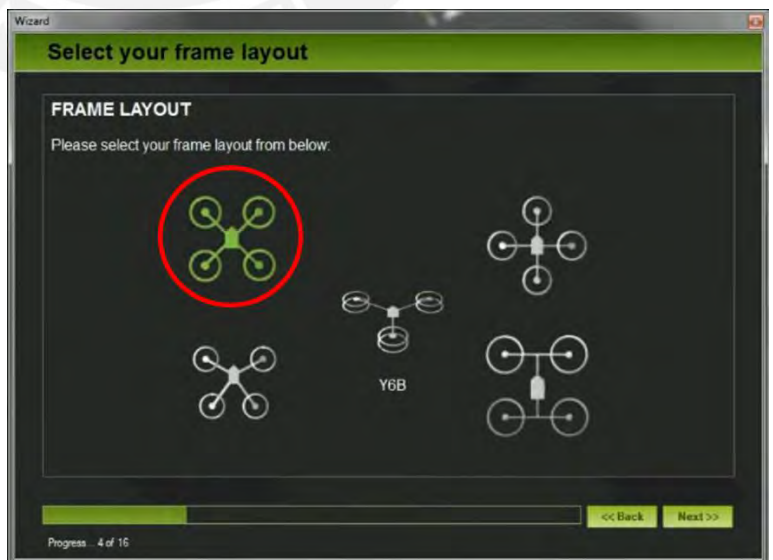 Wizard
Select your frame layout
FRAME LAYOUT
Please select your frame layout from below:
Y6B
<< Back
Next >>
Progress... 4 of 16